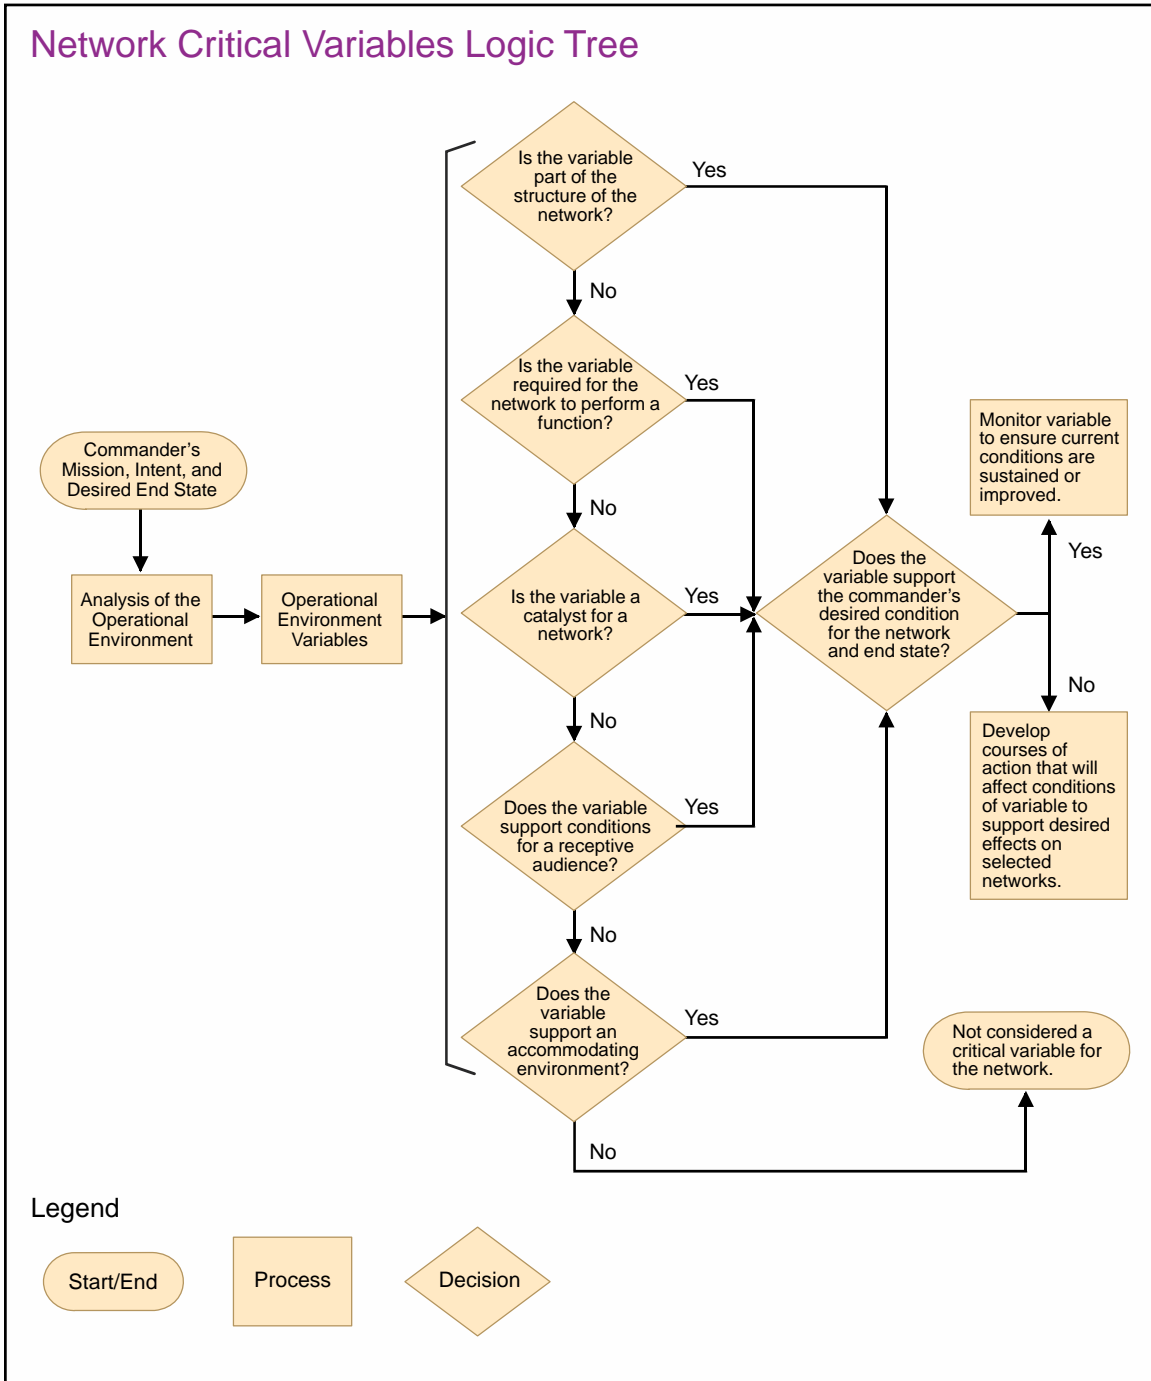 Network Critical Variables Logic Tree
Is the variable
part of the
structure of the
network?
Yes
No
Is the variable
required for the
network to perform a
function?
Yes
No
Commander's
Mission, Intent, and
Desired End State
Analysis of the
Operational
Environment
Operational
Environment
Variables
Is the variable a
catalyst for a
network?
Yes
No
Does the variable
support conditions
for a receptive
audience?
Yes
No
Does the
variable
support an
accommodating
environment?
Yes
No
Does the
variable support
the commander's
desired condition
for the network
and end state?
Monitor variable
to ensure current
conditions are
sustained or
improved.
Yes
No
Develop
courses of
action that will
affect conditions
of variable to
support desired
effects on
selected
networks.
Not considered a
critical variable for
the network.
Legend
Start/End
Process
Decision